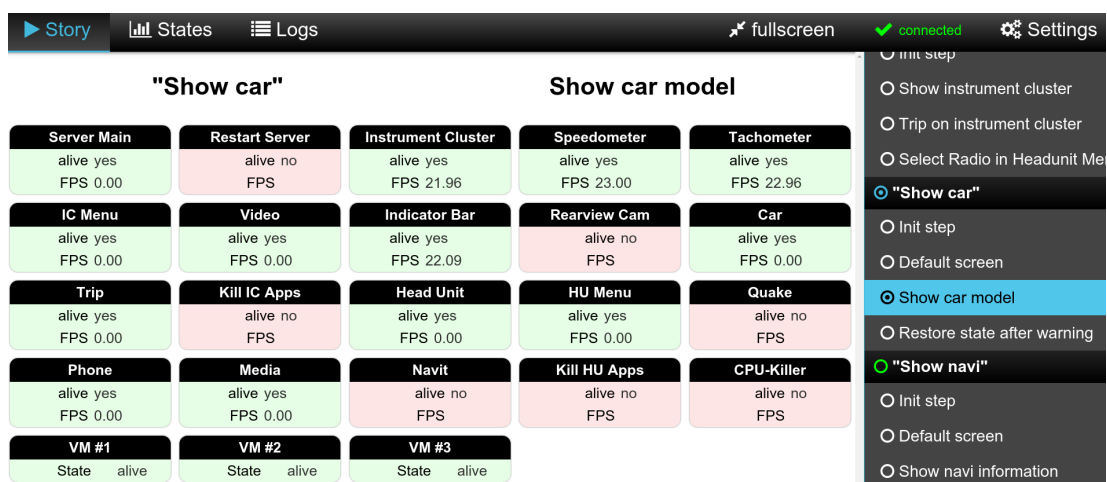 Story States Logs fullscreen connected Settings
"Show car" Show car model
Server Main Restart Server Instrument Cluster Speedometer Tachometer
alive yes alive no alive yes alive yes alive yes
FPS 0.00 FPS FPS 21.96 FPS 23.00 FPS 22.96
IC Menu Video Indicator Bar Rearview Cam Car
alive yes alive yes alive yes alive no alive yes
FPS 0.00 FPS 0.00 FPS 22.09 FPS FPS 0.00
Trip Kill IC Apps Head Unit HU Menu Quake
alive yes alive no alive yes alive yes alive no
FPS 0.00 FPS FPS 0.00 FPS 0.00 FPS
Phone Media Navit Kill HU Apps CPU-Killer
alive yes alive yes alive no alive no alive no
FPS 0.00 FPS 0.00 FPS FPS FPS
VM #1 VM #2 VM #3
State alive State alive State alive
Init step
Show instrument cluster
Trip on instrument cluster
Select Radio in Headunit Me
"Show car"
Init step
Default screen
Show car model
Restore state after warning
"Show navi"
Init step
Default screen
Show navi information